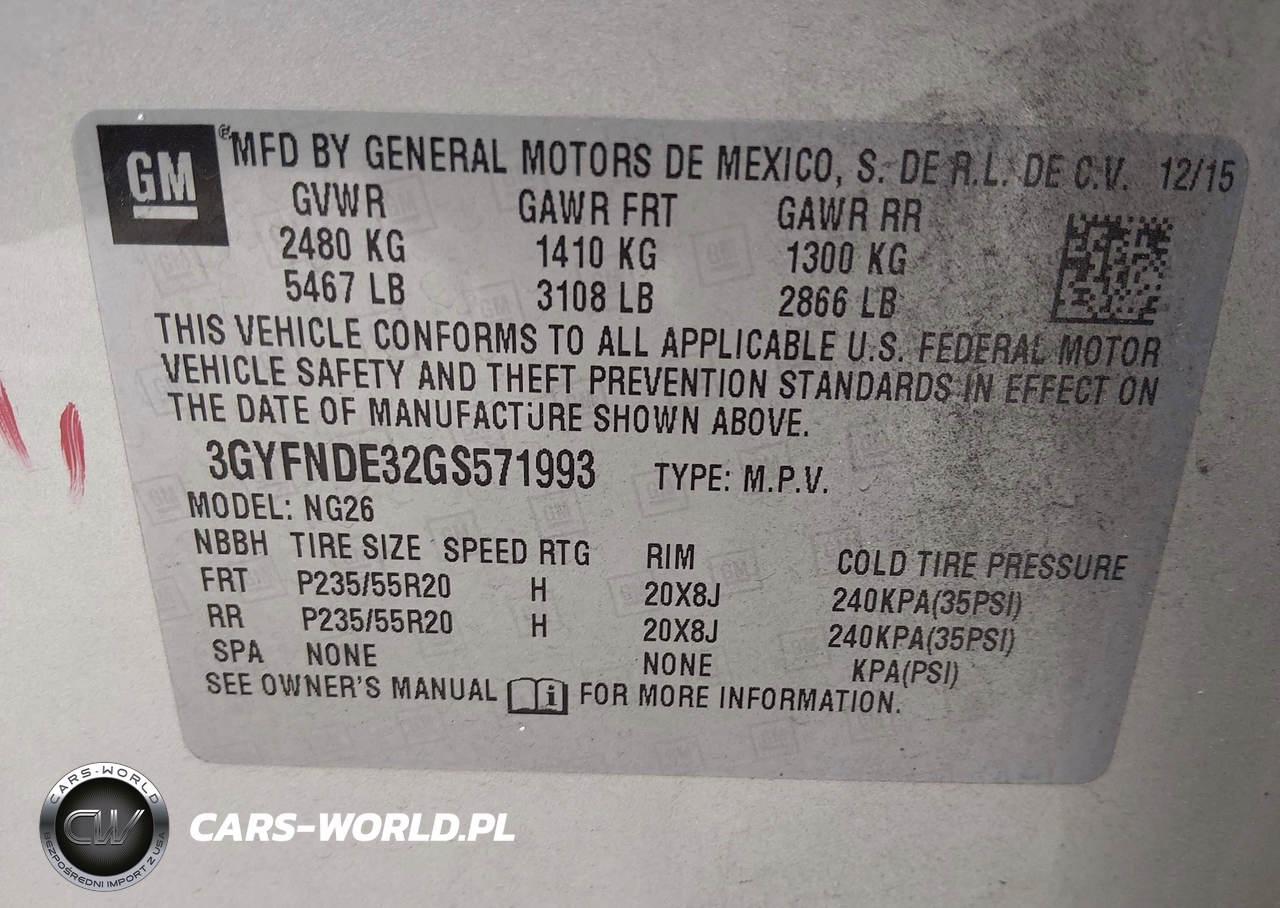 GM
® MFD BY GENERAL MOTORS DE MEXICO, S. DE R.L. DE C.V. 12/15
GVWR GAWR FRT GAWR RR
2480 KG 1410 KG 1300 KG
5467 LB 3108 LB 2866 LB
THIS VEHICLE CONFORMS TO ALL APPLICABLE U.S. FEDERAL MOTOR
VEHICLE SAFETY AND THEFT PREVENTION STANDARDS IN EFFECT ON
THE DATE OF MANUFACTURE SHOWN ABOVE.
3GYFNDE32GS571993 TYPE: M.P.V.
MODEL: NG26
NBBH TIRE SIZE SPEED RTG RIM COLD TIRE PRESSURE
FRT P235/55R20 H 20X8J 240KPA(35PSI)
RR P235/55R20 H 20X8J 240KPA(35PSI)
SPA NONE NONE KPA(PSI)
SEE OWNER'S MANUAL i FOR MORE INFORMATION.
CARS-WORLD
CW
BEZPOŚREDNI IMPORT Z USA
CARS-WORLD.PL